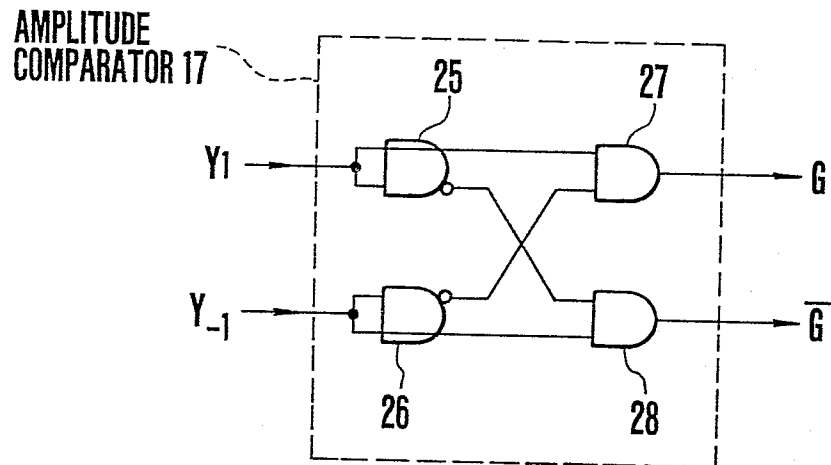 AMPLITUDE
COMPARATOR 17
25
27
Y1
G
Y-1
G̅
26
28